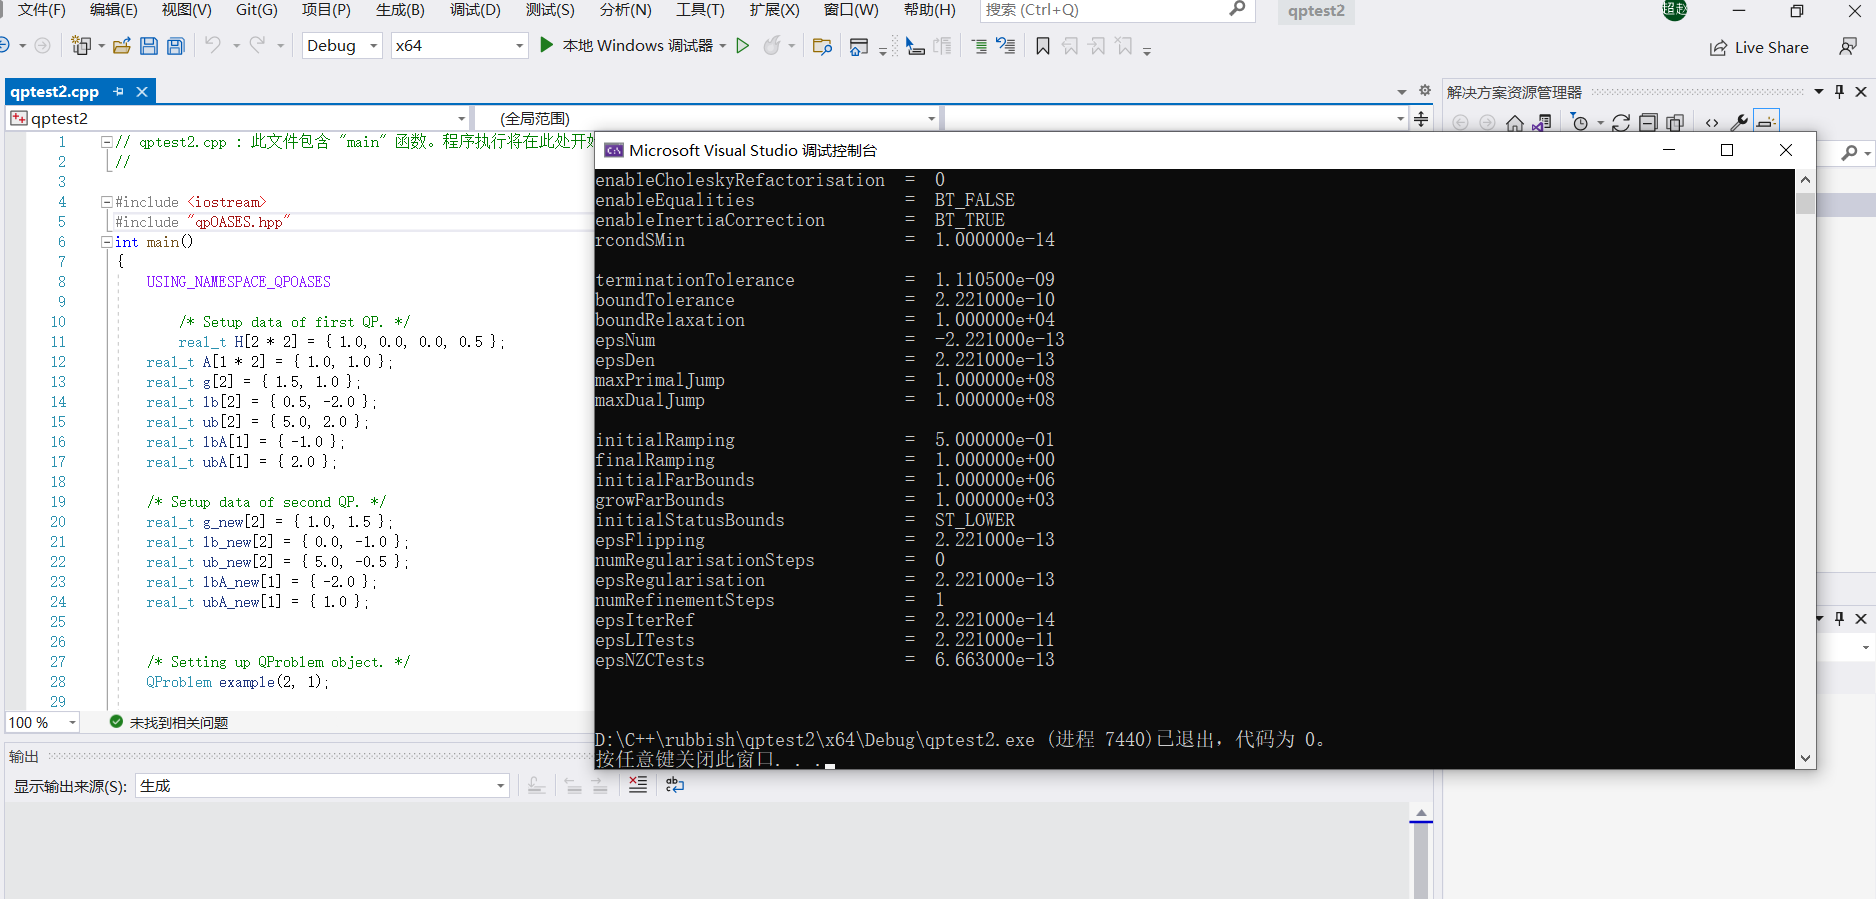 文件(F) 编辑(E) 视图(V) Git(G) 项目(P) 生成(B) 调试(D) 测试(S) 分析(N) 工具(T) 扩展(X) 窗口(W) 帮助(H) 搜索 (Ctrl+Q) qptest2 超赵
Debug x64 本地 Windows 调试器 Live Share
qptest2.cpp
解决方案资源管理器
qptest2 (全局范围)
1 // qptest2.cpp : 此文件包含 "main" 函数。程序执行将在此处开始
2 //
3
4 #include <iostream>
5 #include "qpOASES.hpp"
6 int main()
7 {
8 USING_NAMESPACE_QPOASES
9
10 /* Setup data of first QP. */
11 real_t H[2 * 2] = { 1.0, 0.0, 0.0, 0.5 };
12 real_t A[1 * 2] = { 1.0, 1.0 };
13 real_t g[2] = { 1.5, 1.0 };
14 real_t lb[2] = { 0.5, -2.0 };
15 real_t ub[2] = { 5.0, 2.0 };
16 real_t lbA[1] = { -1.0 };
17 real_t ubA[1] = { 2.0 };
18
19 /* Setup data of second QP. */
20 real_t g_new[2] = { 1.0, 1.5 };
21 real_t lb_new[2] = { 0.0, -1.0 };
22 real_t ub_new[2] = { 5.0, -0.5 };
23 real_t lbA_new[1] = { -2.0 };
24 real_t ubA_new[1] = { 1.0 };
25
26
27 /* Setting up QProblem object. */
28 QProblem example(2, 1);
29
100 % 未找到相关问题
Microsoft Visual Studio 调试控制台
enableCholeskyRefactorisation = 0
enableEqualities = BT_FALSE
enableInertiaCorrection = BT_TRUE
rcondSMin = 1.000000e-14
terminationTolerance = 1.110500e-09
boundTolerance = 2.221000e-10
boundRelaxation = 1.000000e+04
epsNum = -2.221000e-13
epsDen = 2.221000e-13
maxPrimalJump = 1.000000e+08
maxDualJump = 1.000000e+08
initialRamping = 5.000000e-01
finalRamping = 1.000000e+00
initialFarBounds = 1.000000e+06
growFarBounds = 1.000000e+03
initialStatusBounds = ST_LOWER
epsFlipping = 2.221000e-13
numRegularisationSteps = 0
epsRegularisation = 2.221000e-13
numRefinementSteps = 1
epsIterRef = 2.221000e-14
epsLITests = 2.221000e-11
epsNZCTests = 6.663000e-13
D:\C++\rubbish\qptest2\x64\Debug\qptest2.exe (进程 7440)已退出，代码为 0。
按任意键关闭此窗口. . .
输出
显示输出来源(S): 生成